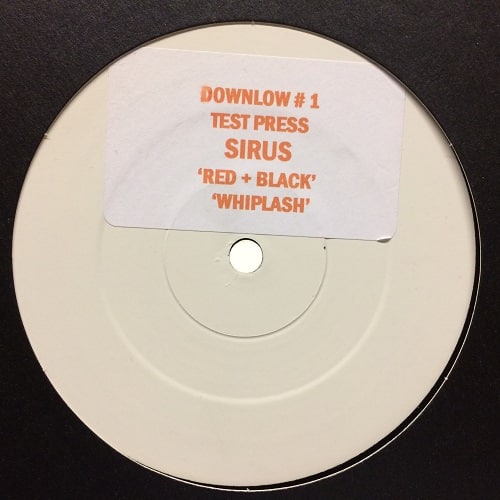 DOWNLOW # 1
TEST PRESS
SIRUS
‘RED + BLACK’
‘WHIPLASH’